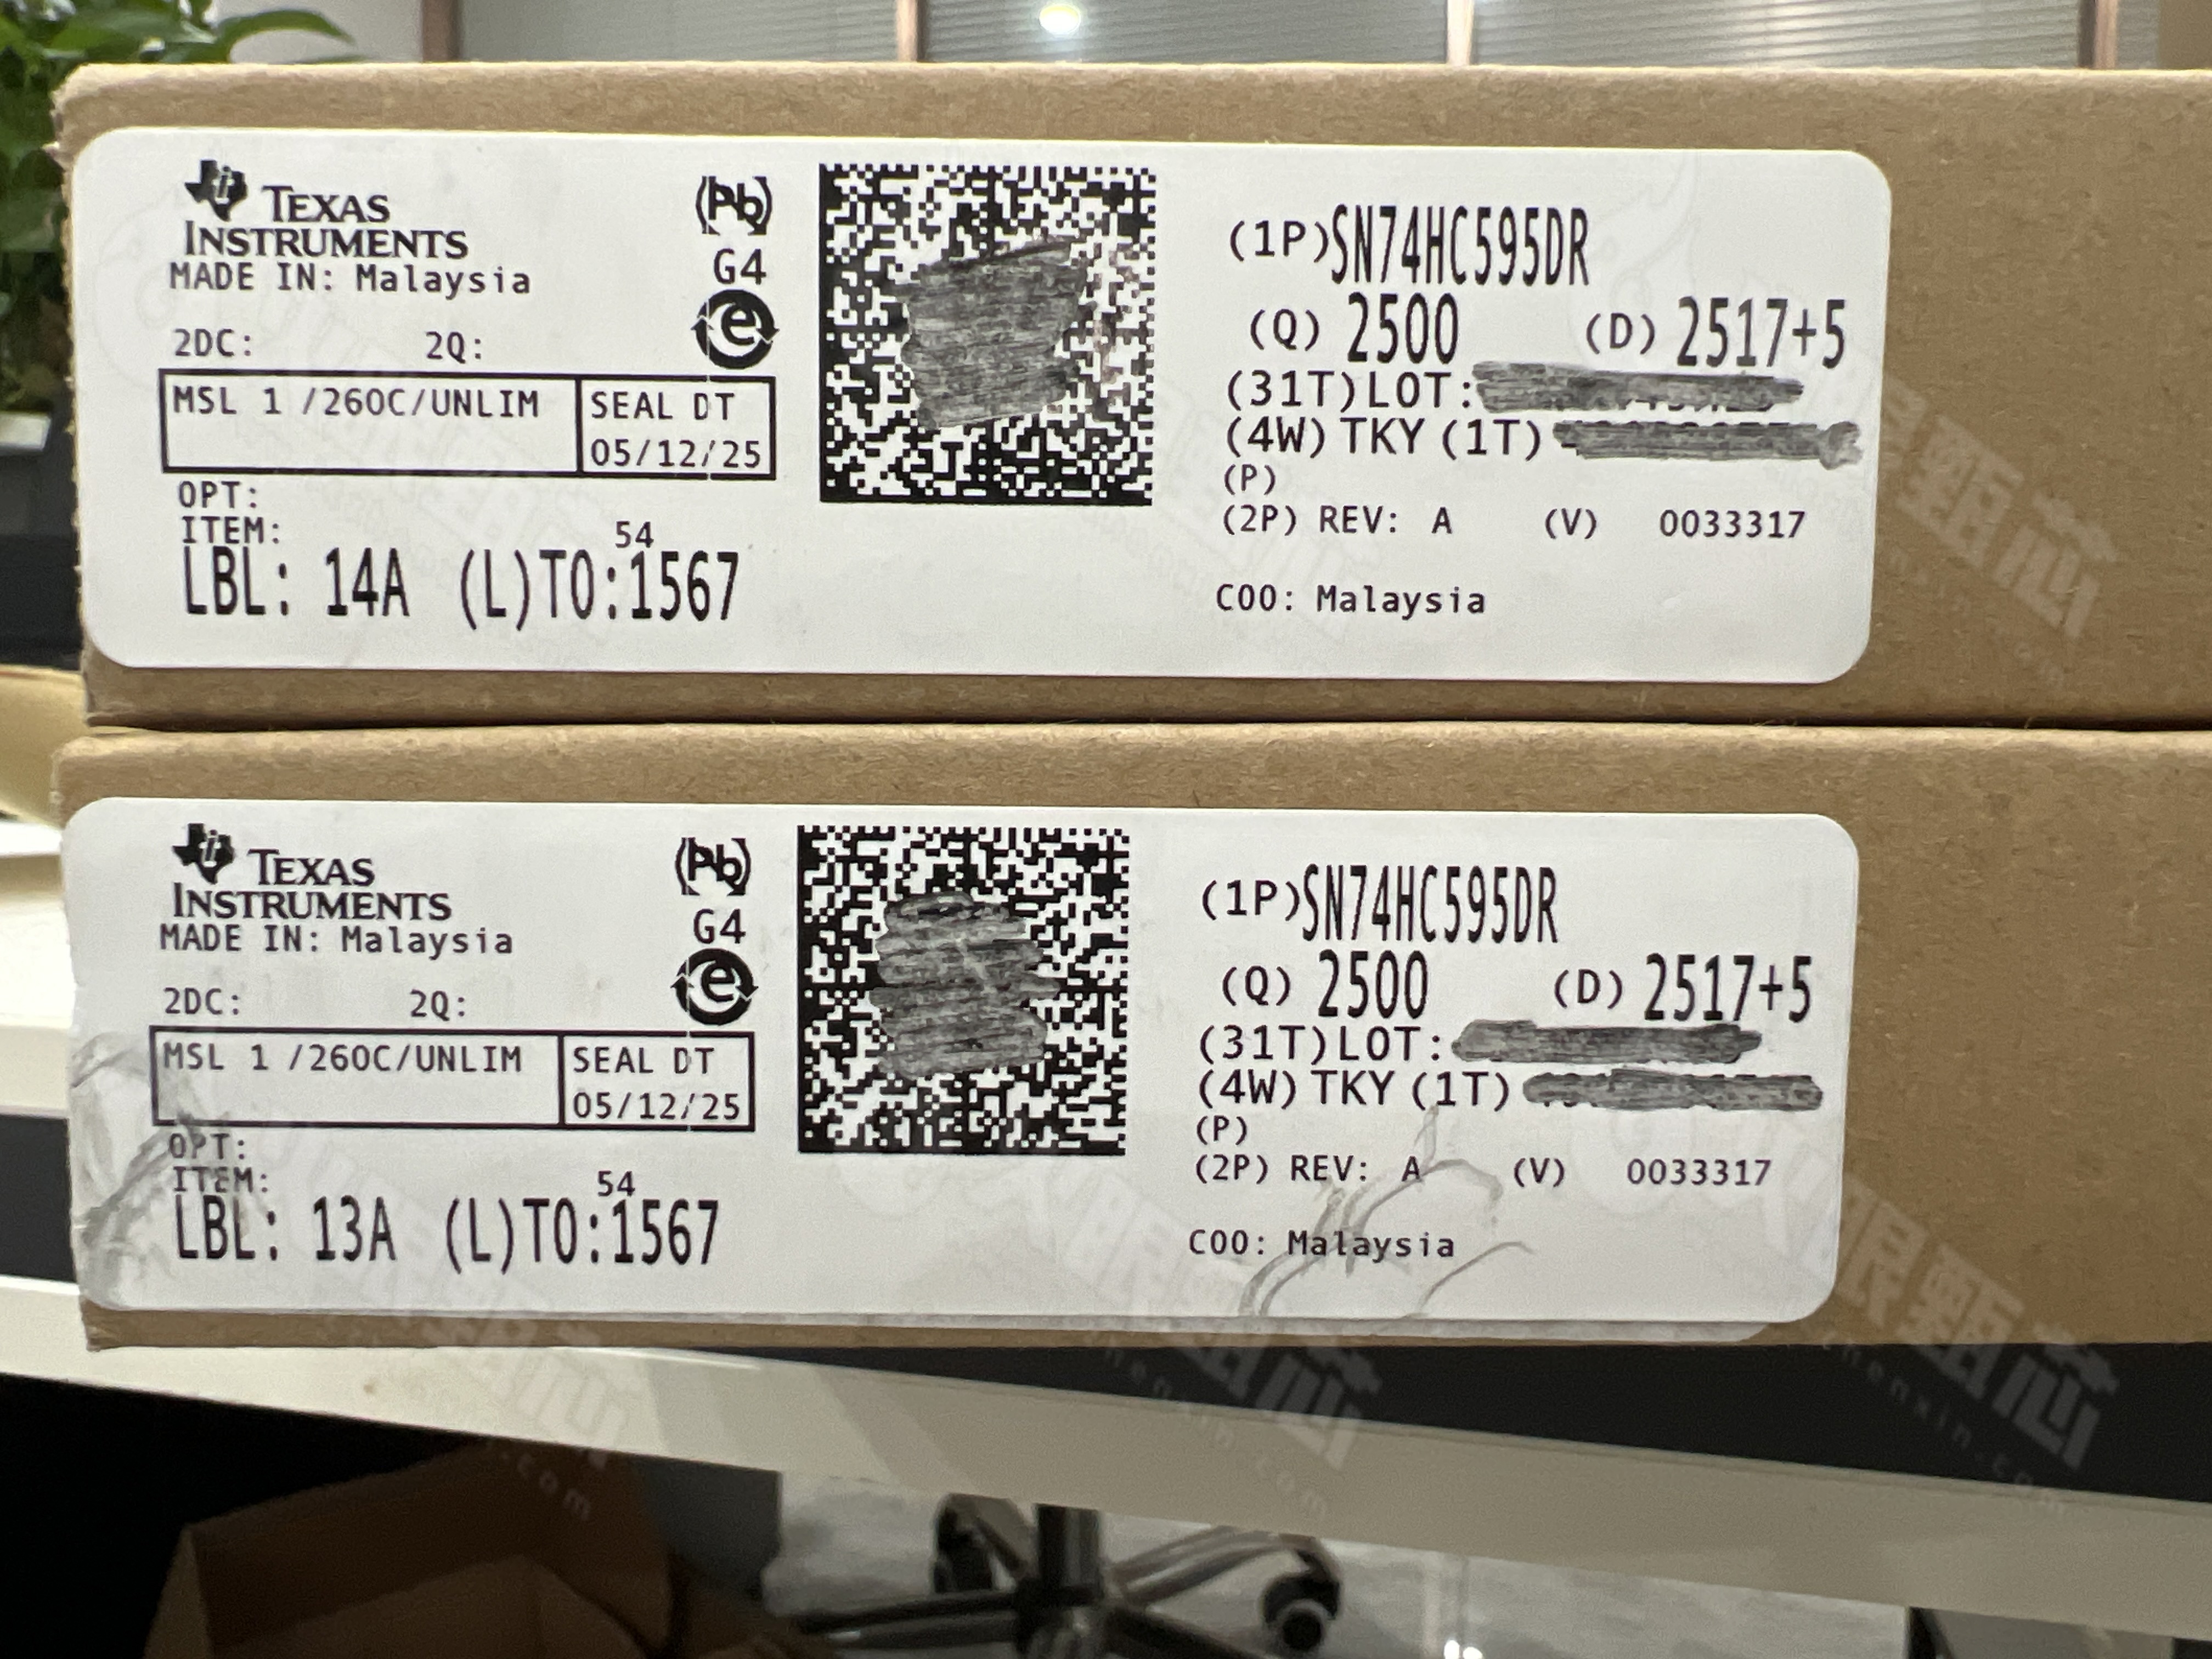 TEXAS
INSTRUMENTS
MADE IN: Malaysia
2DC: 2Q:
MSL 1 /260C/UNLIM
SEAL DT
05/12/25
OPT:
ITEM:
54
LBL: 14A (L)TO:1567
Pb
G4
e
(1P)SN74HC595DR
(Q) 2500 (D) 2517+5
(31T)LOT:
(4W) TKY (1T)
(P)
(2P) REV: A (V) 0033317
COO: Malaysia
TEXAS
INSTRUMENTS
MADE IN: Malaysia
2DC: 2Q:
MSL 1 /260C/UNLIM
SEAL DT
05/12/25
OPT:
ITEM:
54
LBL: 13A (L)TO:1567
Pb
G4
e
(1P)SN74HC595DR
(Q) 2500 (D) 2517+5
(31T)LOT:
(4W) TKY (1T)
(P)
(2P) REV: A (V) 0033317
COO: Malaysia